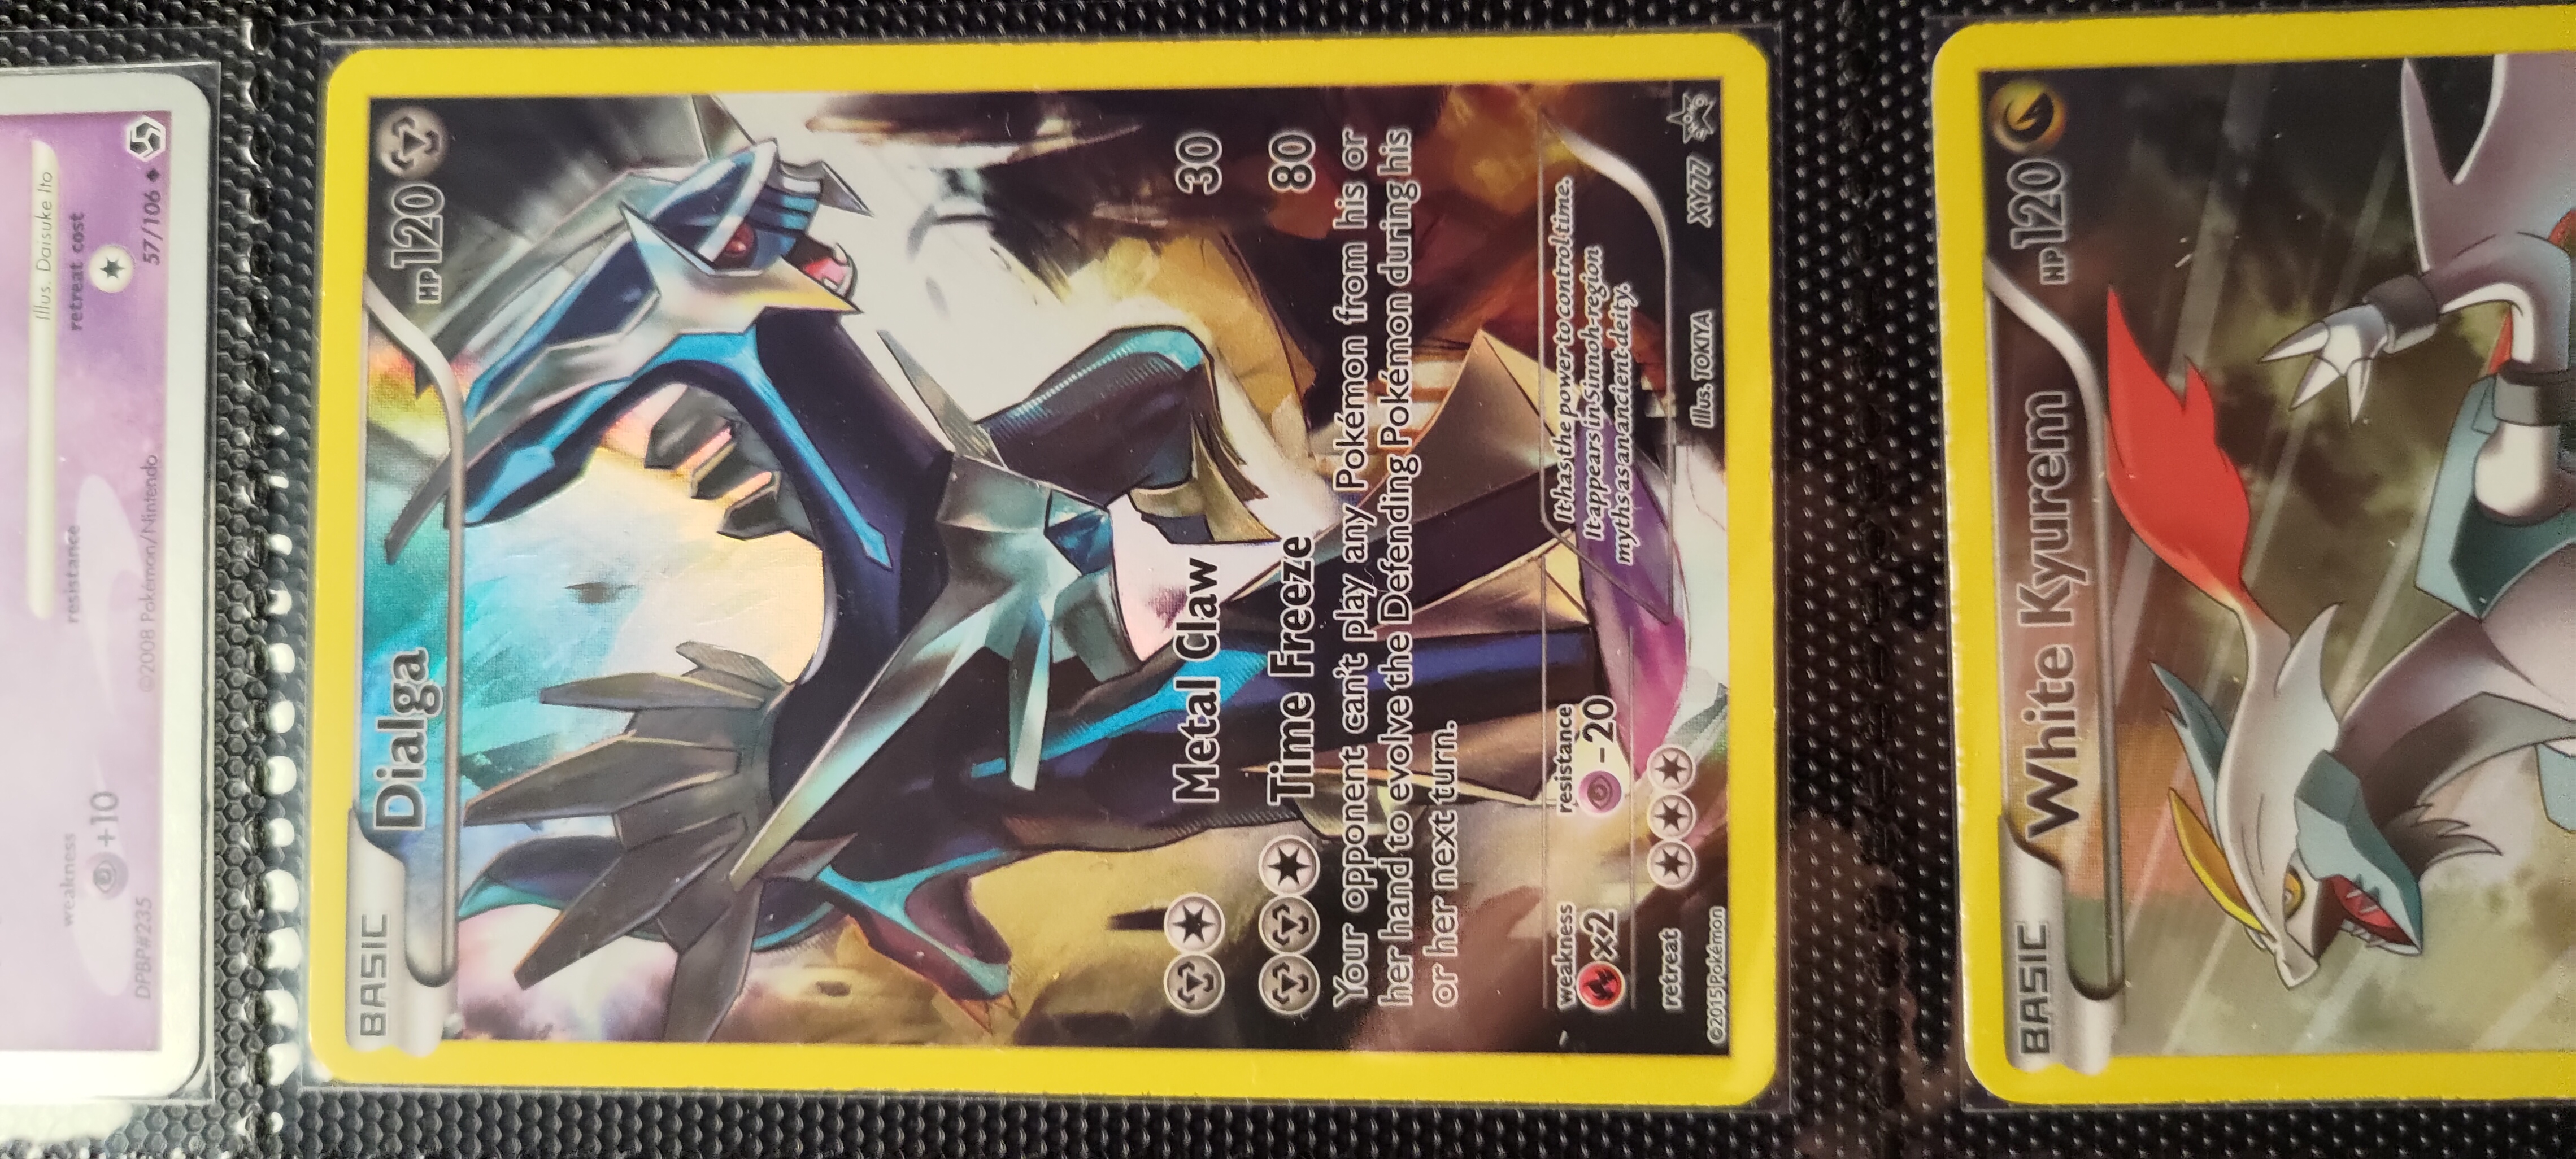 Illus. Daisuke Ito
weakness resistance retreat cost
+10
DPBP#235 ©2008 Pokémon/Nintendo 57/106
BASIC Dialga HP120
Metal Claw 30
Time Freeze 80
Your opponent can't play any Pokémon from his or
her hand to evolve the Defending Pokémon during his
or her next turn.
weakness resistance
×2 -20
It has the power to control time.
It appears in Sinnoh-region
myths as an ancient deity.
retreat
©2015 Pokémon Illus. TOKIYA XY77 PROMO
BASIC White Kyurem HP120